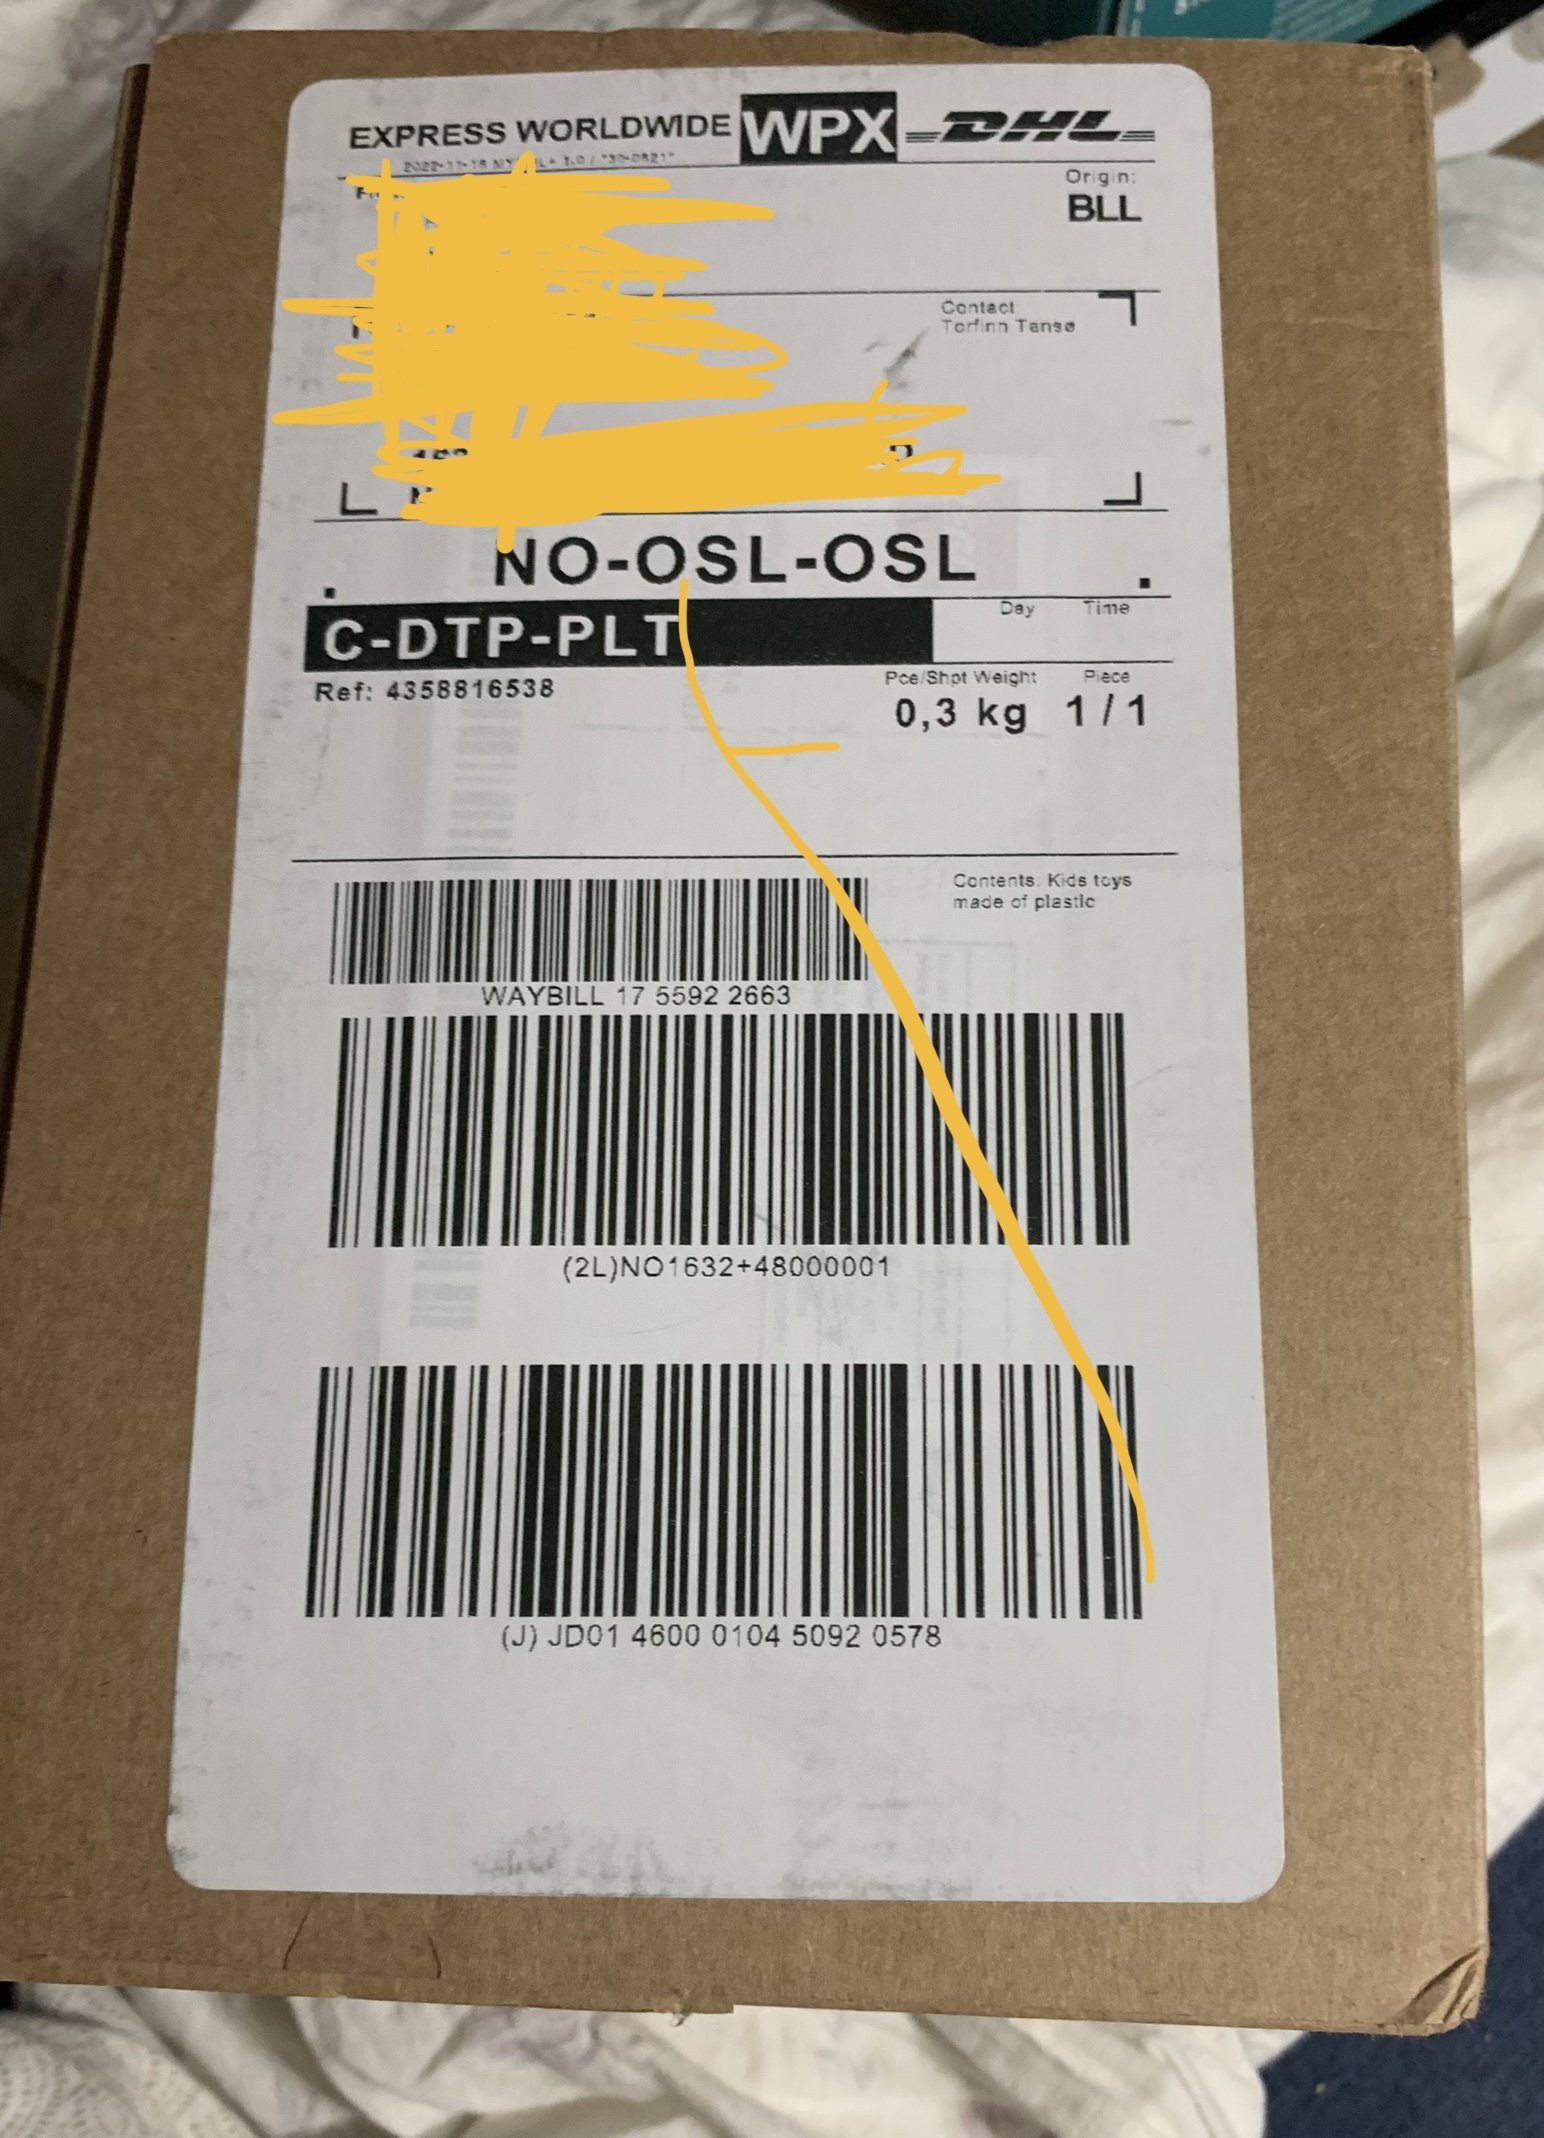 EXPRESS WORLDWIDE WPX DHL
Origin:
BLL
Contact:
Torfinn Tansø
NO-OSL-OSL
C-DTP-PLT
Day Time
Ref: 4358816538
Pce/Shpt Weight Piece
0,3 kg 1 / 1
Contents: Kids toys
made of plastic
WAYBILL 17 5592 2663
(2L)NO1632+48000001
(J) JD01 4600 0104 5092 0578